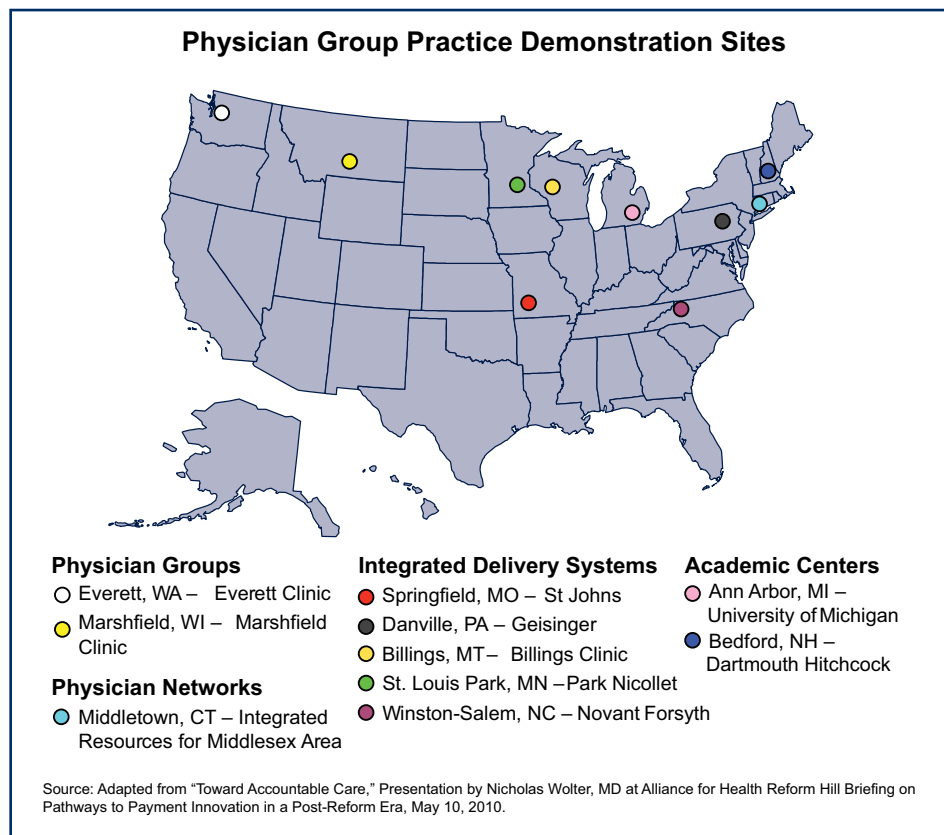 Physician Group Practice Demonstration Sites
Physician Groups
Everett, WA – Everett Clinic
Marshfield, WI – Marshfield
Clinic
Physician Networks
Middletown, CT – Integrated
Resources for Middlesex Area
Integrated Delivery Systems
Springfield, MO – St Johns
Danville, PA – Geisinger
Billings, MT – Billings Clinic
St. Louis Park, MN – Park Nicollet
Winston-Salem, NC – Novant Forsyth
Academic Centers
Ann Arbor, MI –
University of Michigan
Bedford, NH –
Dartmouth Hitchcock
Source: Adapted from “Toward Accountable Care,” Presentation by Nicholas Wolter, MD at Alliance for Health Reform Hill Briefing on
Pathways to Payment Innovation in a Post-Reform Era, May 10, 2010.